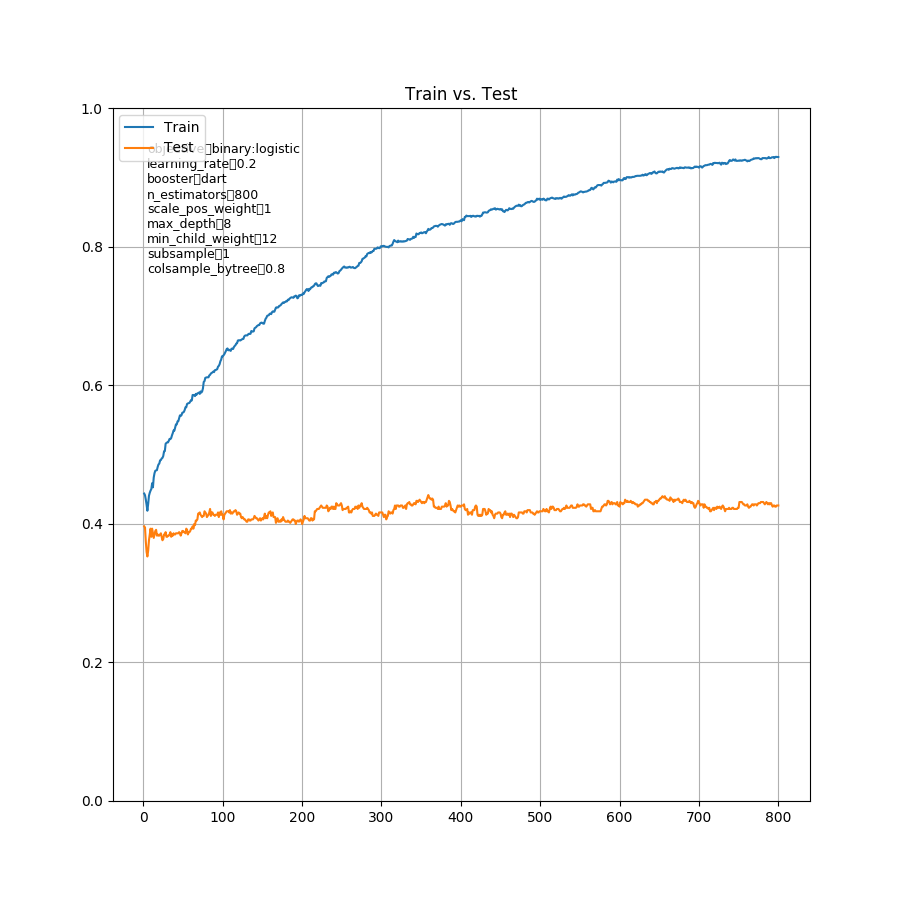 Train vs. Test
1.0
0.8
0.6
0.4
0.2
0.0
Train
Test
objective▯binary:logistic
learning_rate▯0.2
booster▯dart
n_estimators▯800
scale_pos_weight▯1
max_depth▯8
min_child_weight▯12
subsample▯1
colsample_bytree▯0.8
0 100 200 300 400 500 600 700 800